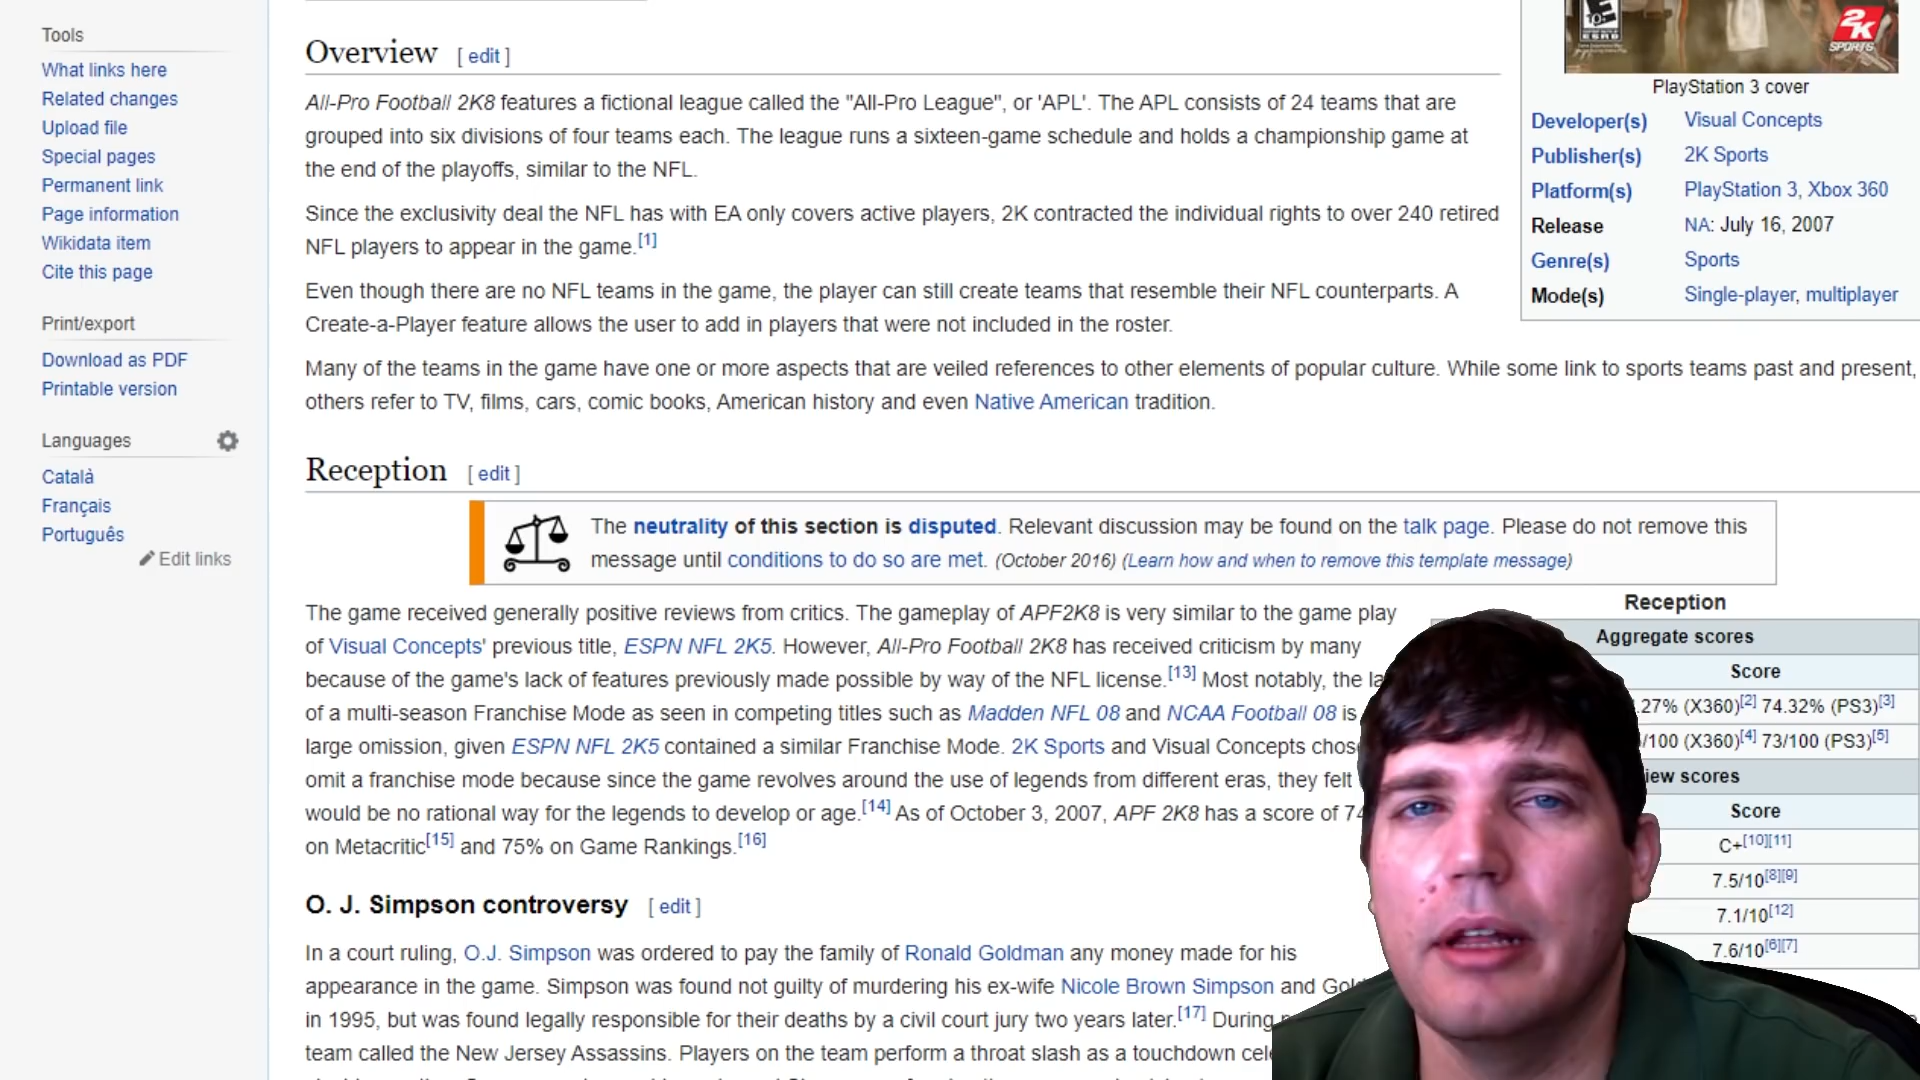 Tools
What links here
Related changes
Upload file
Special pages
Permanent link
Page information
Wikidata item
Cite this page
Print/export
Download as PDF
Printable version
Languages
Català
Français
Português
Edit links
Overview [ edit ]
All-Pro Football 2K8 features a fictional league called the "All-Pro League", or 'APL'. The APL consists of 24 teams that are
grouped into six divisions of four teams each. The league runs a sixteen-game schedule and holds a championship game at
the end of the playoffs, similar to the NFL.
Since the exclusivity deal the NFL has with EA only covers active players, 2K contracted the individual rights to over 240 retired
NFL players to appear in the game.[1]
Even though there are no NFL teams in the game, the player can still create teams that resemble their NFL counterparts. A
Create-a-Player feature allows the user to add in players that were not included in the roster.
Many of the teams in the game have one or more aspects that are veiled references to other elements of popular culture. While some link to sports teams past and present,
others refer to TV, films, cars, comic books, American history and even Native American tradition.
E
ESRB
2K
SPORTS
PlayStation 3 cover
Developer(s) Visual Concepts
Publisher(s) 2K Sports
Platform(s) PlayStation 3, Xbox 360
Release NA: July 16, 2007
Genre(s) Sports
Mode(s) Single-player, multiplayer
Reception [ edit ]
The neutrality of this section is disputed. Relevant discussion may be found on the talk page. Please do not remove this
message until conditions to do so are met. (October 2016) (Learn how and when to remove this template message)
The game received generally positive reviews from critics. The gameplay of APF2K8 is very similar to the game play
of Visual Concepts' previous title, ESPN NFL 2K5. However, All-Pro Football 2K8 has received criticism by many
because of the game's lack of features previously made possible by way of the NFL license.[13] Most notably, the la
of a multi-season Franchise Mode as seen in competing titles such as Madden NFL 08 and NCAA Football 08 is
large omission, given ESPN NFL 2K5 contained a similar Franchise Mode. 2K Sports and Visual Concepts chos
omit a franchise mode because since the game revolves around the use of legends from different eras, they felt
would be no rational way for the legends to develop or age.[14] As of October 3, 2007, APF 2K8 has a score of 74
on Metacritic[15] and 75% on Game Rankings.[16]
Reception
Aggregate scores
Score
.27% (X360)[2] 74.32% (PS3)[3]
/100 (X360)[4] 73/100 (PS3)[5]
iew scores
Score
C+[10][11]
7.5/10[8][9]
7.1/10[12]
7.6/10[6][7]
O. J. Simpson controversy [ edit ]
In a court ruling, O.J. Simpson was ordered to pay the family of Ronald Goldman any money made for his
appearance in the game. Simpson was found not guilty of murdering his ex-wife Nicole Brown Simpson and Gol
in 1995, but was found legally responsible for their deaths by a civil court jury two years later.[17] During
team called the New Jersey Assassins. Players on the team perform a throat slash as a touchdown cele